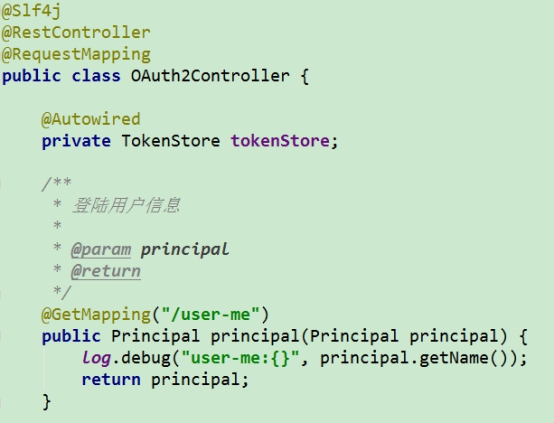 @Slf4j
@RestController
@RequestMapping
public class OAuth2Controller {
@Autowired
private TokenStore tokenStore;
/**
* 登陆用户信息
*
* @param principal
* @return
*/
@GetMapping("/user-me")
public Principal principal(Principal principal) {
log.debug("user-me:{}", principal.getName());
return principal;
}